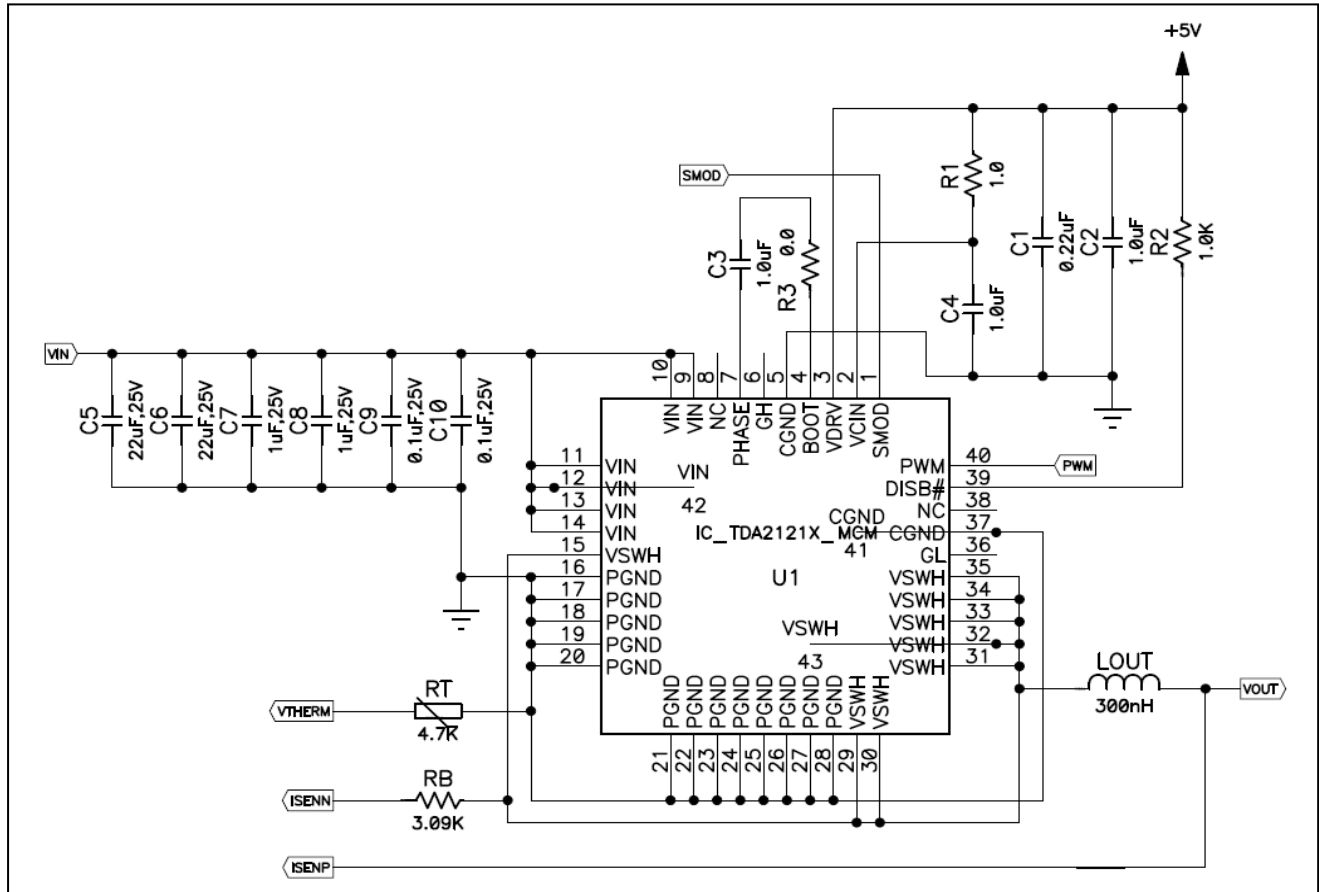 +5V
SMOD
R1
1.0
C1
0.22uF
C2
1.0uF
R2
1.0K
C3
1.0uF
0.0
R3
C4
1.0uF
VIN
C5
22uF,25V
C6
22uF,25V
C7
1uF,25V
C8
1uF,25V
C9
0.1uF,25V
C10
0.1uF,25V
10
9
8
7
6
5
4
3
2
1
VIN
VIN
NC
PHASE
GH
CGND
BOOT
VDRV
VCIN
SMOD
11 VIN
12 VIN
13 VIN
14 VIN
15 VSWH
16 PGND
17 PGND
18 PGND
19 PGND
20 PGND
VIN
42
CGND
IC_TDA2121X_MCM
41
U1
VSWH
43
PWM 40
PWM
DISB# 39
NC 38
CGND 37
GL 36
VSWH 35
VSWH 34
VSWH 33
VSWH 32
VSWH 31
PGND
PGND
PGND
PGND
PGND
PGND
PGND
PGND
VSWH
VSWH
21
22
23
24
25
26
27
28
29
30
LOUT
300nH
VOUT
VTHERM
RT
4.7K
ISENN
RB
3.09K
ISENP